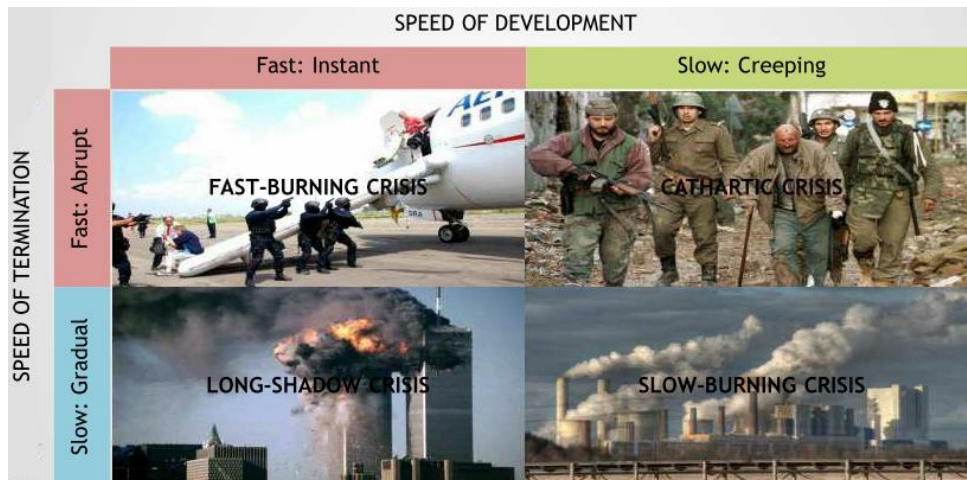 SPEED OF DEVELOPMENT
Fast: Instant
Slow: Creeping
SPEED OF TERMINATION
Fast: Abrupt
FAST-BURNING CRISIS
CATHARTIC CRISIS
Slow: Gradual
LONG-SHADOW CRISIS
SLOW-BURNING CRISIS